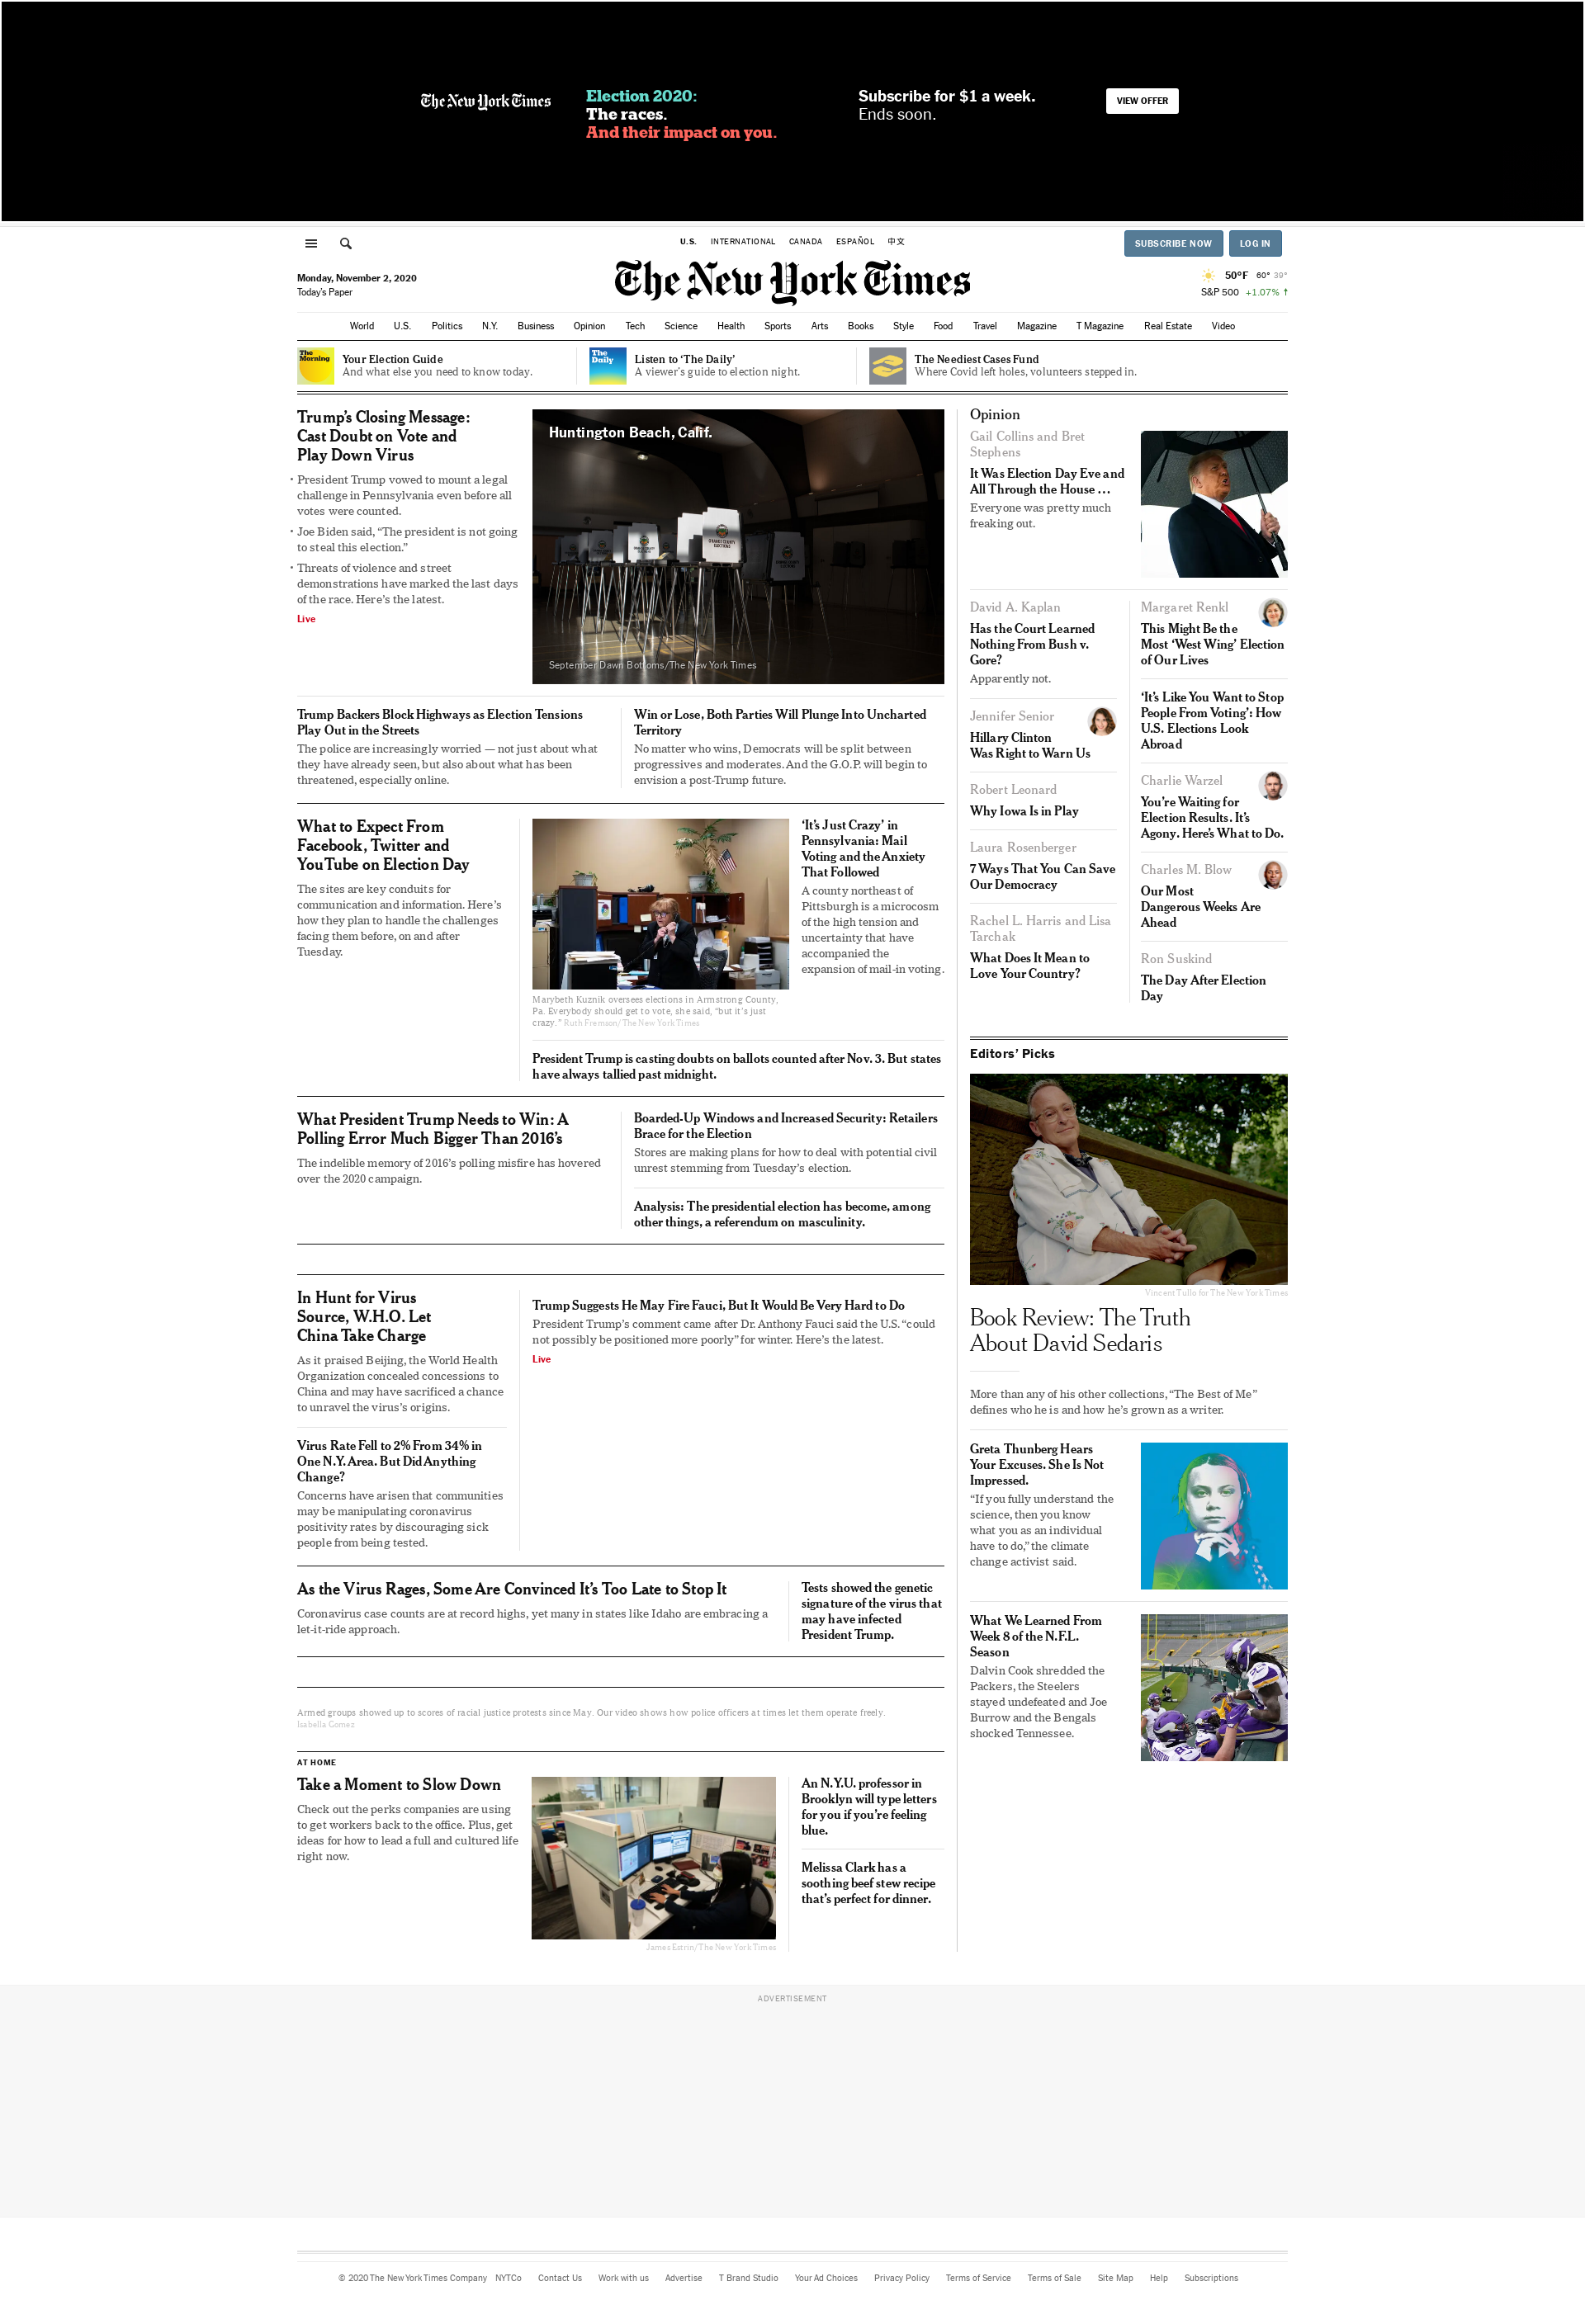 The New York Times
Election 2020:
The races.
And their impact on you.
Subscribe for $1 a week.
Ends soon.
VIEW OFFER
U.S. INTERNATIONAL CANADA ESPAÑOL 中文
SUBSCRIBE NOW LOG IN
Monday, November 2, 2020
Today's Paper
The New York Times
50°F 60° 39°
S&P 500 +1.07% ↑
World U.S. Politics N.Y. Business Opinion Tech Science Health Sports Arts Books Style Food Travel Magazine T Magazine Real Estate Video
The
Morning
Your Election Guide
And what else you need to know today.
The
Daily
Listen to ‘The Daily’
A viewer’s guide to election night.
The Neediest Cases Fund
Where Covid left holes, volunteers stepped in.
Trump’s Closing Message:
Cast Doubt on Vote and
Play Down Virus
• President Trump vowed to mount a legal
challenge in Pennsylvania even before all
votes were counted.
• Joe Biden said, “The president is not going
to steal this election.”
• Threats of violence and street
demonstrations have marked the last days
of the race. Here’s the latest.
Live
Huntington Beach, Calif.
September Dawn Bottoms/The New York Times
Trump Backers Block Highways as Election Tensions
Play Out in the Streets
The police are increasingly worried — not just about what
they have already seen, but also about what has been
threatened, especially online.
Win or Lose, Both Parties Will Plunge Into Uncharted
Territory
No matter who wins, Democrats will be split between
progressives and moderates. And the G.O.P. will begin to
envision a post-Trump future.
What to Expect From
Facebook, Twitter and
YouTube on Election Day
The sites are key conduits for
communication and information. Here’s
how they plan to handle the challenges
facing them before, on and after
Tuesday.
Marybeth Kuznik oversees elections in Armstrong County,
Pa. Everybody should get to vote, she said, “but it’s just
crazy.” Ruth Fremson/The New York Times
‘It’s Just Crazy’ in
Pennsylvania: Mail
Voting and the Anxiety
That Followed
A county northeast of
Pittsburgh is a microcosm
of the high tension and
uncertainty that have
accompanied the
expansion of mail-in voting.
President Trump is casting doubts on ballots counted after Nov. 3. But states
have always tallied past midnight.
What President Trump Needs to Win: A
Polling Error Much Bigger Than 2016’s
The indelible memory of 2016’s polling misfire has hovered
over the 2020 campaign.
Boarded-Up Windows and Increased Security: Retailers
Brace for the Election
Stores are making plans for how to deal with potential civil
unrest stemming from Tuesday’s election.
Analysis: The presidential election has become, among
other things, a referendum on masculinity.
In Hunt for Virus
Source, W.H.O. Let
China Take Charge
As it praised Beijing, the World Health
Organization concealed concessions to
China and may have sacrificed a chance
to unravel the virus’s origins.
Virus Rate Fell to 2% From 34% in
One N.Y. Area. But Did Anything
Change?
Concerns have arisen that communities
may be manipulating coronavirus
positivity rates by discouraging sick
people from being tested.
Trump Suggests He May Fire Fauci, But It Would Be Very Hard to Do
President Trump’s comment came after Dr. Anthony Fauci said the U.S. “could
not possibly be positioned more poorly” for winter. Here’s the latest.
Live
As the Virus Rages, Some Are Convinced It’s Too Late to Stop It
Coronavirus case counts are at record highs, yet many in states like Idaho are embracing a
let-it-ride approach.
Tests showed the genetic
signature of the virus that
may have infected
President Trump.
Armed groups showed up to scores of racial justice protests since May. Our video shows how police officers at times let them operate freely.
Isabella Gomez
AT HOME
Take a Moment to Slow Down
Check out the perks companies are using
to get workers back to the office. Plus, get
ideas for how to lead a full and cultured life
right now.
James Estrin/The New York Times
An N.Y.U. professor in
Brooklyn will type letters
for you if you’re feeling
blue.
Melissa Clark has a
soothing beef stew recipe
that’s perfect for dinner.
Opinion
Gail Collins and Bret
Stephens
It Was Election Day Eve and
All Through the House …
Everyone was pretty much
freaking out.
David A. Kaplan
Has the Court Learned
Nothing From Bush v.
Gore?
Apparently not.
Jennifer Senior
Hillary Clinton
Was Right to Warn Us
Robert Leonard
Why Iowa Is in Play
Laura Rosenberger
7 Ways That You Can Save
Our Democracy
Rachel L. Harris and Lisa
Tarchak
What Does It Mean to
Love Your Country?
Margaret Renkl
This Might Be the
Most ‘West Wing’ Election
of Our Lives
‘It’s Like You Want to Stop
People From Voting’: How
U.S. Elections Look
Abroad
Charlie Warzel
You’re Waiting for
Election Results. It’s
Agony. Here’s What to Do.
Charles M. Blow
Our Most
Dangerous Weeks Are
Ahead
Ron Suskind
The Day After Election
Day
Editors’ Picks
Vincent Tullo for The New York Times
Book Review: The Truth
About David Sedaris
More than any of his other collections, “The Best of Me”
defines who he is and how he’s grown as a writer.
Greta Thunberg Hears
Your Excuses. She Is Not
Impressed.
“If you fully understand the
science, then you know
what you as an individual
have to do,” the climate
change activist said.
What We Learned From
Week 8 of the N.F.L.
Season
Dalvin Cook shredded the
Packers, the Steelers
stayed undefeated and Joe
Burrow and the Bengals
shocked Tennessee.
ADVERTISEMENT
© 2020 The New York Times Company NYTCo Contact Us Work with us Advertise T Brand Studio Your Ad Choices Privacy Policy Terms of Service Terms of Sale Site Map Help Subscriptions